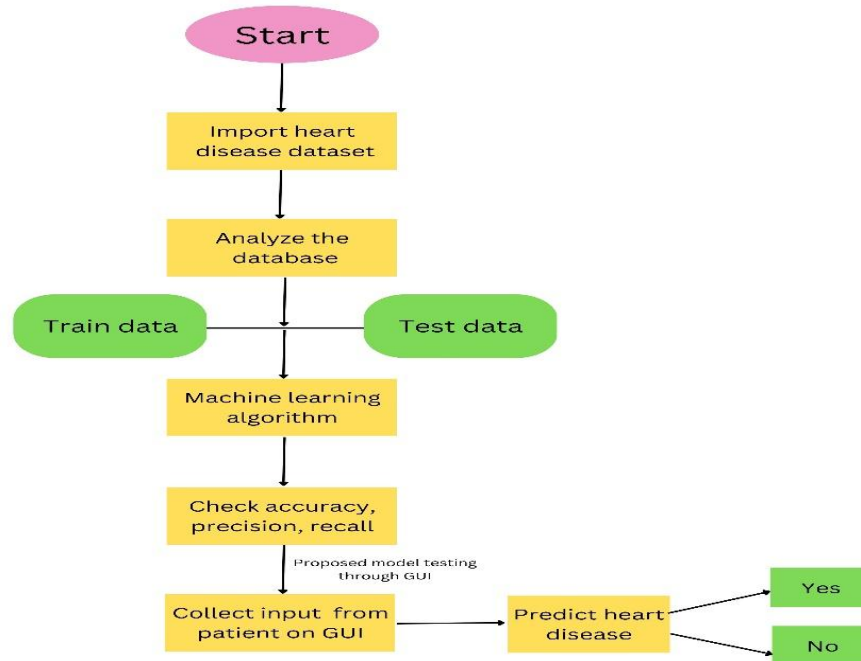 Start
Import heart
disease dataset
Analyze the
database
Train data
Test data
Machine learning
algorithm
Check accuracy,
precision, recall
Proposed model testing
through GUI
Collect input from
patient on GUI
Predict heart
disease
Yes
No